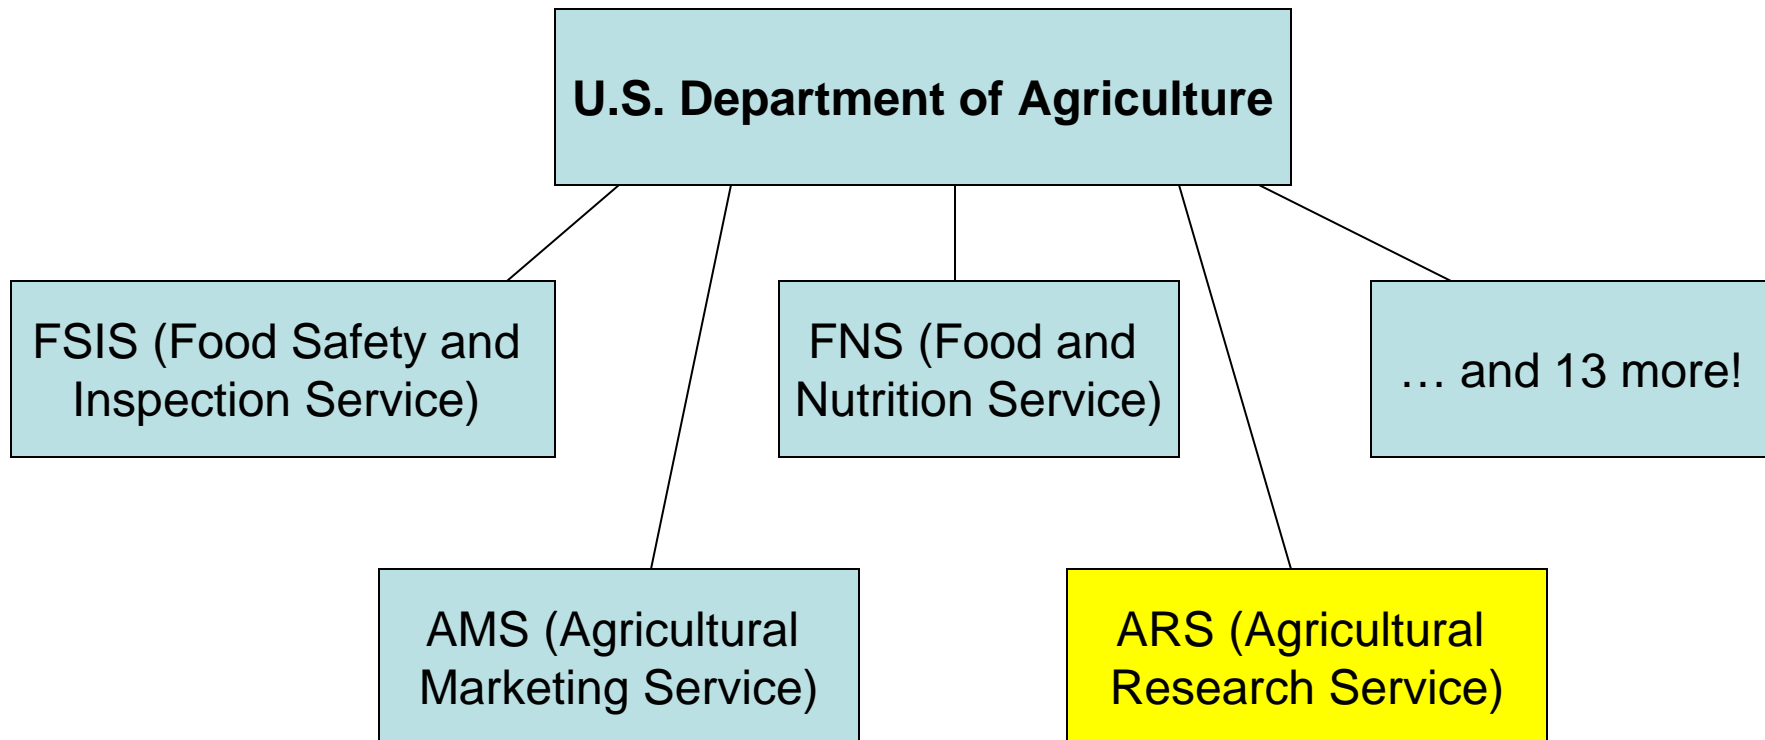 U.S. Department of Agriculture
FSIS (Food Safety and
Inspection Service)
FNS (Food and
Nutrition Service)
… and 13 more!
AMS (Agricultural
Marketing Service)
ARS (Agricultural
Research Service)